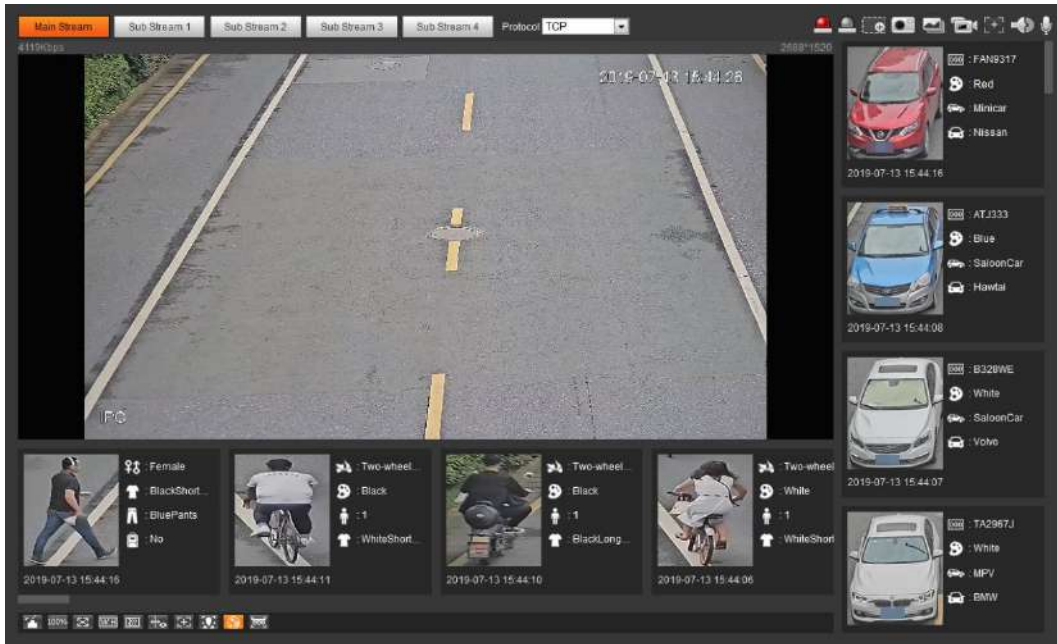 Main Stream Sub Stream 1 Sub Stream 2 Sub Stream 3 Sub Stream 4 Protocol TCP
4119Kbps 2688*1520
2019-07-13 15:44:26
IPC
: FAN9317
: Red
: Minicar
: Nissan
2019-07-13 15:44:16
: ATJ333
: Blue
: SaloonCar
: Hawtai
2019-07-13 15:44:08
: B328WE
: White
: SaloonCar
: Volvo
2019-07-13 15:44:07
: TA2967J
: White
: MPV
: BMW
: Female
: BlackShort...
: BluePants
: No
2019-07-13 15:44:16
: Two-wheel...
: Black
: 1
: WhiteShort...
2019-07-13 15:44:11
: Two-wheel...
: Black
: 1
: BlackLong...
2019-07-13 15:44:10
: Two-wheel
: White
: 1
: WhiteShort
2019-07-13 15:44:06
100%